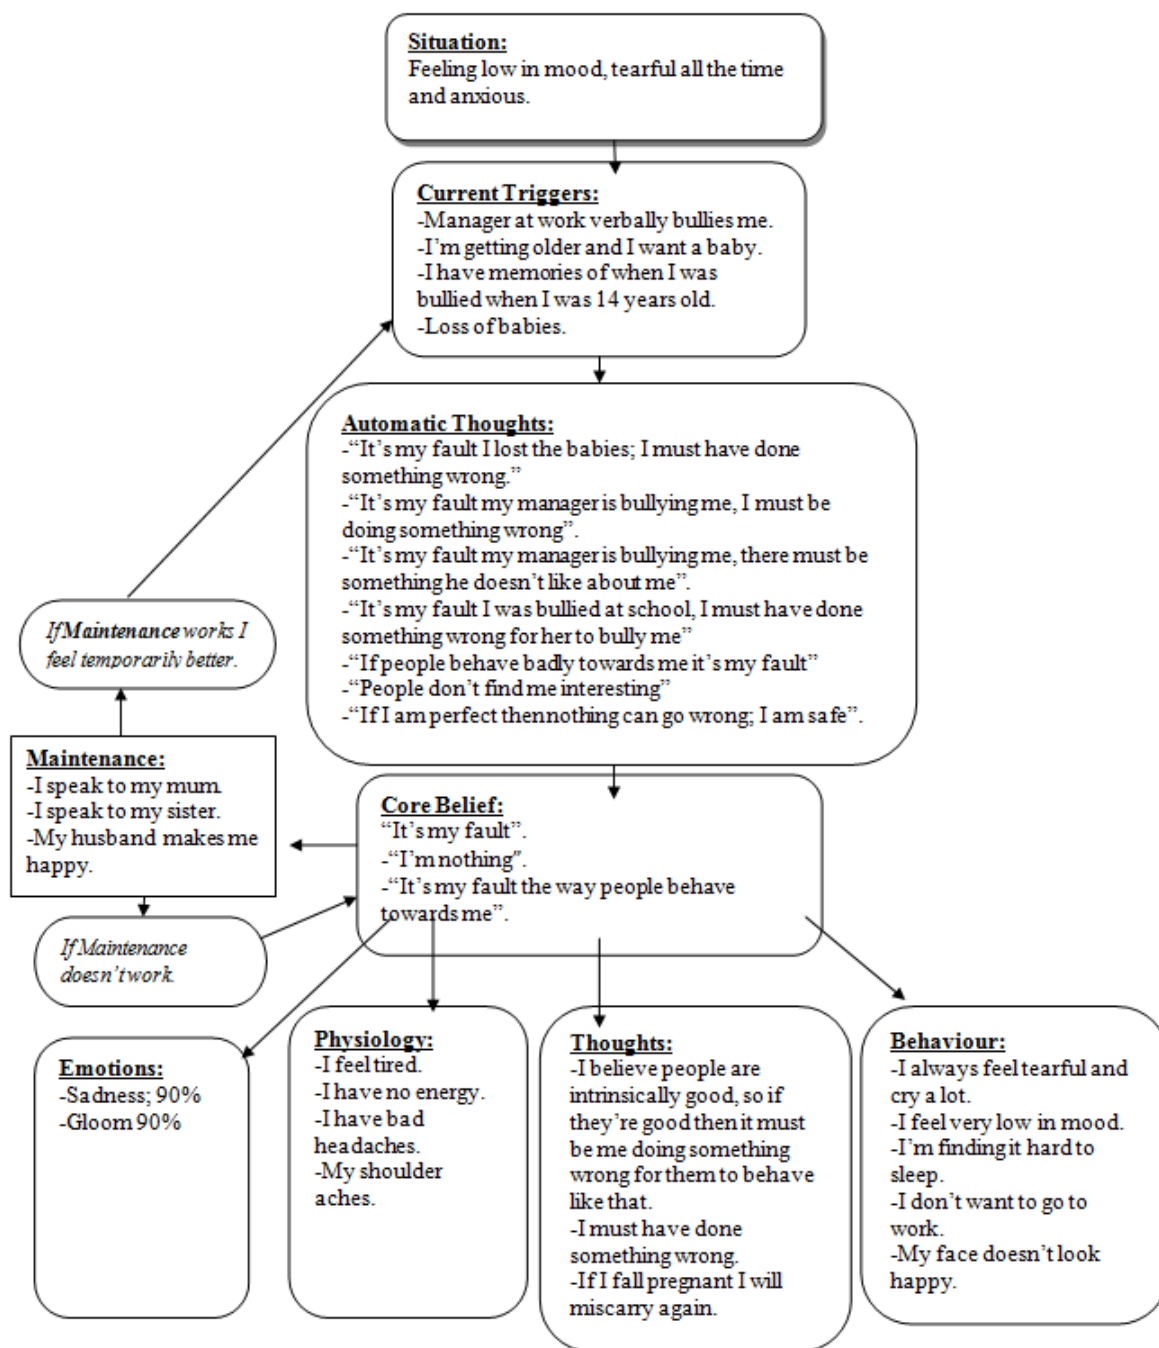 Situation:
Feeling low in mood, tearful all the time
and anxious.
Current Triggers:
-Manager at work verbally bullies me.
-I'm getting older and I want a baby.
-I have memories of when I was
bullied when I was 14 years old.
-Loss of babies.
Automatic Thoughts:
-“It's my fault I lost the babies; I must have done
something wrong.”
-“It's my fault my manager is bullying me, I must be
doing something wrong”.
-“It's my fault my manager is bullying me, there must be
something he doesn't like about me”.
-“It's my fault I was bullied at school, I must have done
something wrong for her to bully me”
-“If people behave badly towards me it's my fault”
-“People don't find me interesting”
-“If I am perfect then nothing can go wrong; I am safe”.
If Maintenance works I
feel temporarily better.
Maintenance:
-I speak to my mum.
-I speak to my sister.
-My husband makes me
happy.
If Maintenance
doesn't work.
Core Belief:
“It's my fault”.
-“I'm nothing”.
-“It's my fault the way people behave
towards me”.
Emotions:
-Sadness; 90%
-Gloom 90%
Physiology:
-I feel tired.
-I have no energy.
-I have bad
headaches.
-My shoulder
aches.
Thoughts:
-I believe people are
intrinsically good, so if
they're good then it must
be me doing something
wrong for them to behave
like that.
-I must have done
something wrong.
-If I fall pregnant I will
miscarry again.
Behaviour:
-I always feel tearful and
cry a lot.
-I feel very low in mood.
-I'm finding it hard to
sleep.
-I don't want to go to
work.
-My face doesn't look
happy.